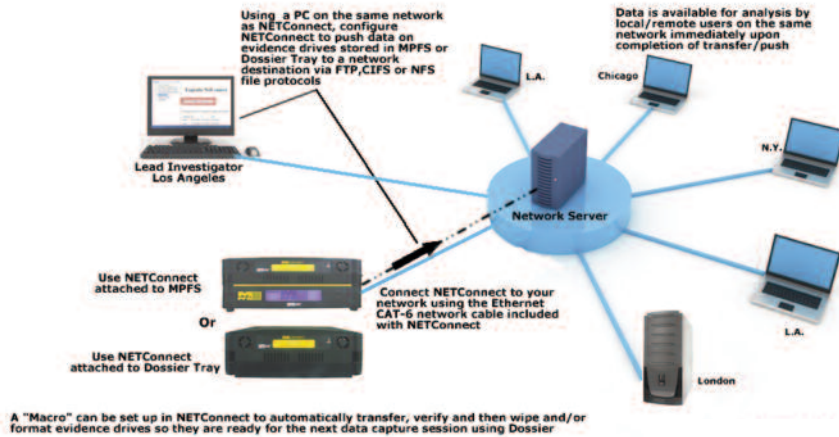 Using a PC on the same network
as NETConnect, configure
NETConnect to push data on
evidence drives stored in MPFS or
Dossier Tray to a network
destination via FTP,CIFS or NFS
file protocols
Data is available for analysis by
local/remote users on the same
network immediately upon
completion of transfer/push
L.A.
Chicago
N.Y.
Lead Investigator
Los Angeles
Network Server
Use NETConnect
attached to MPFS
Connect NETConnect to your
network using the Ethernet
CAT-6 network cable included
with NETConnect
L.A.
Or
Use NETConnect
attached to Dossier Tray
London
A "Macro" can be set up in NETConnect to automatically transfer, verify and then wipe and/or
format evidence drives so they are ready for the next data capture session using Dossier